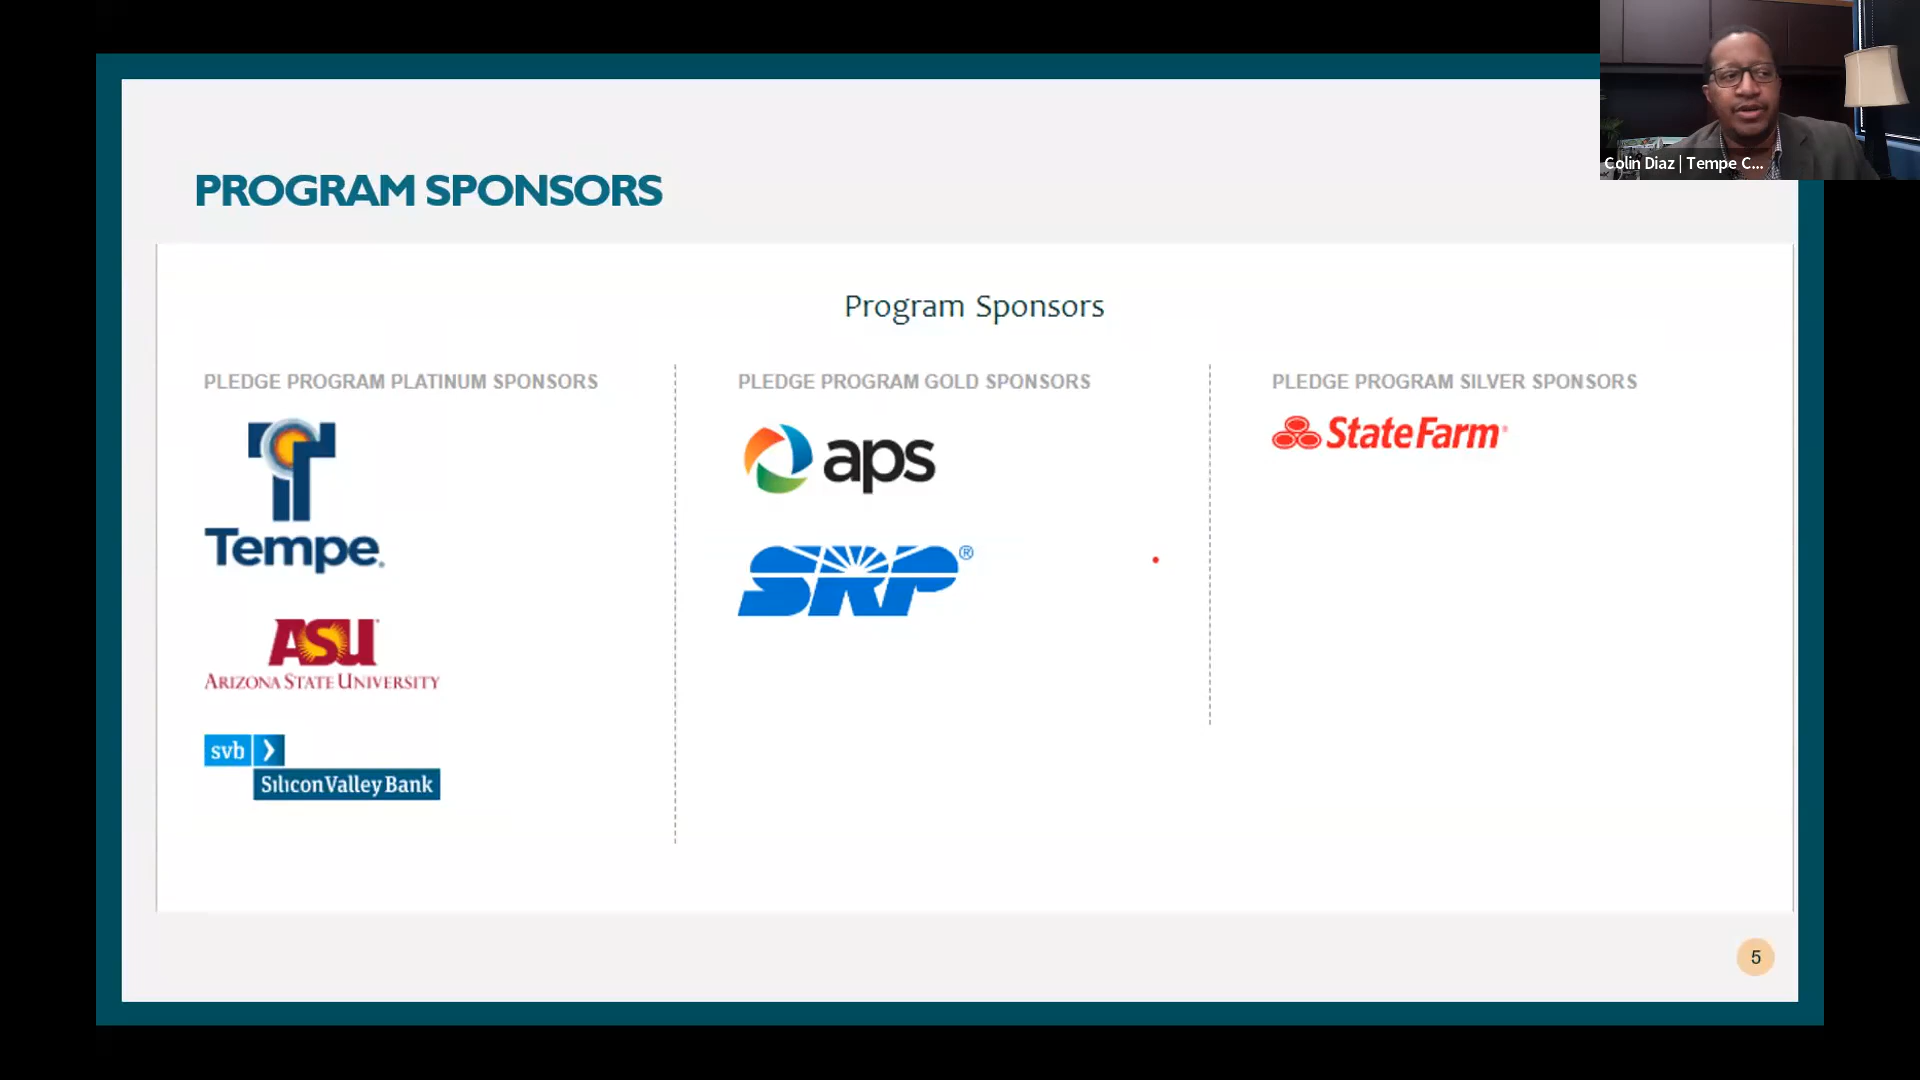 Colin Diaz | Tempe C...
PROGRAM SPONSORS
Program Sponsors
PLEDGE PROGRAM PLATINUM SPONSORS
Tempe
ASU
ARIZONA STATE UNIVERSITY
svb
Silicon Valley Bank
PLEDGE PROGRAM GOLD SPONSORS
aps
SRP®
PLEDGE PROGRAM SILVER SPONSORS
StateFarm
5